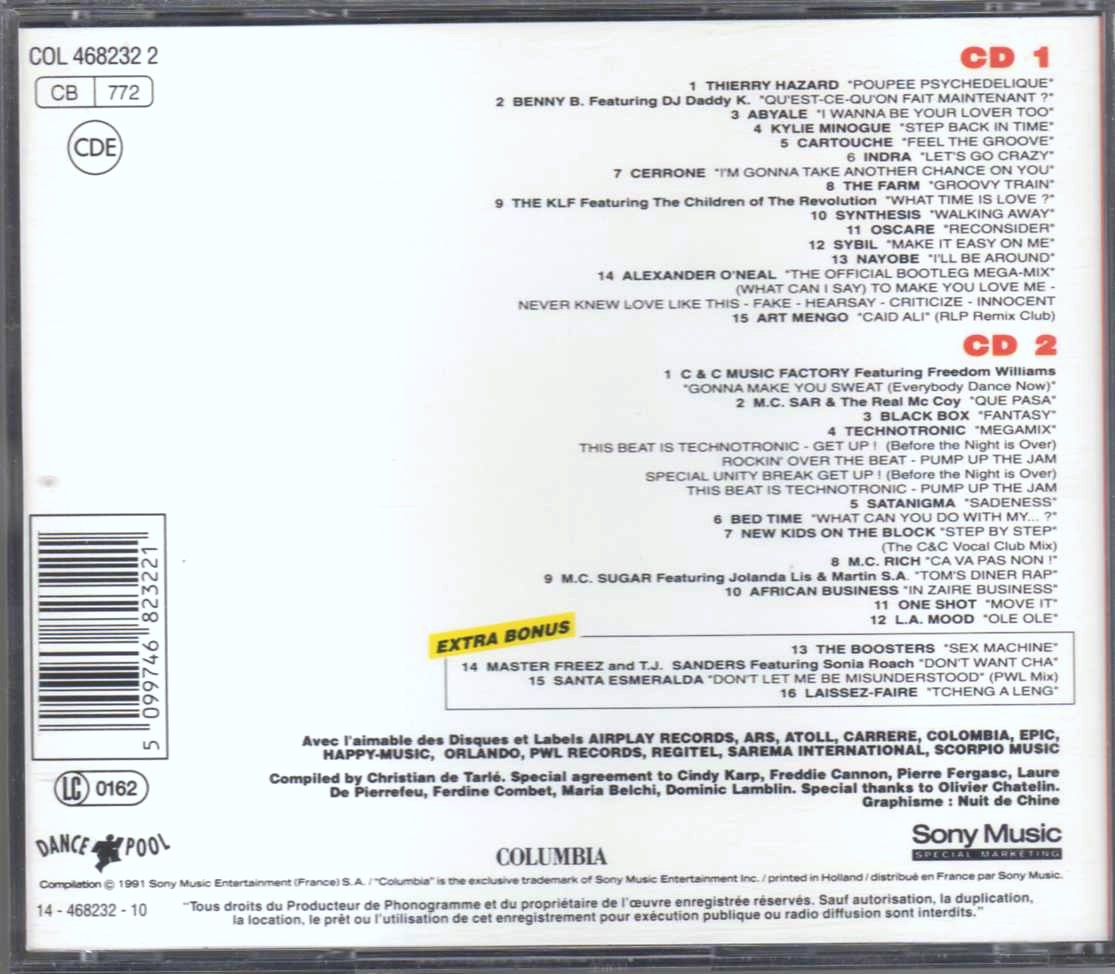 COL 468232 2
CB 772
CDE
CD 1
1 THIERRY HAZARD "POUPEE PSYCHEDELIQUE"
2 BENNY B. Featuring DJ Daddy K. "QU'EST-CE-QU'ON FAIT MAINTENANT ?"
3 ABYALE "I WANNA BE YOUR LOVER TOO"
4 KYLIE MINOGUE "STEP BACK IN TIME"
5 CARTOUCHE "FEEL THE GROOVE"
6 INDRA "LET'S GO CRAZY"
7 CERRONE "I'M GONNA TAKE ANOTHER CHANCE ON YOU"
8 THE FARM "GROOVY TRAIN"
9 THE KLF Featuring The Children of The Revolution "WHAT TIME IS LOVE ?"
10 SYNTHESIS "WALKING AWAY"
11 OSCARE "RECONSIDER"
12 SYBIL "MAKE IT EASY ON ME"
13 NAYOBE "I'LL BE AROUND"
14 ALEXANDER O'NEAL "THE OFFICIAL BOOTLEG MEGA-MIX"
(WHAT CAN I SAY) TO MAKE YOU LOVE ME -
NEVER KNEW LOVE LIKE THIS - FAKE - HEARSAY - CRITICIZE - INNOCENT
15 ART MENGO "CAID ALI" (RLP Remix Club)
CD 2
1 C & C MUSIC FACTORY Featuring Freedom Williams
"GONNA MAKE YOU SWEAT (Everybody Dance Now)"
2 M.C. SAR & The Real Mc Coy "QUE PASA"
3 BLACK BOX "FANTASY"
4 TECHNOTRONIC "MEGAMIX"
THIS BEAT IS TECHNOTRONIC - GET UP ! (Before the Night is Over)
ROCKIN' OVER THE BEAT - PUMP UP THE JAM
SPECIAL UNITY BREAK GET UP ! (Before the Night is Over)
THIS BEAT IS TECHNOTRONIC - PUMP UP THE JAM
5 SATANIGMA "SADENESS"
6 BED TIME "WHAT CAN YOU DO WITH MY... ?"
7 NEW KIDS ON THE BLOCK "STEP BY STEP"
(The C&C Vocal Club Mix)
8 M.C. RICH "CA VA PAS NON !"
9 M.C. SUGAR Featuring Jolanda Lis & Martin S.A. "TOM'S DINER RAP"
10 AFRICAN BUSINESS "IN ZAIRE BUSINESS"
11 ONE SHOT "MOVE IT"
12 L.A. MOOD "OLE OLE"
EXTRA BONUS
13 THE BOOSTERS "SEX MACHINE"
14 MASTER FREEZ and T.J. SANDERS Featuring Sonia Roach "DON'T WANT CHA"
15 SANTA ESMERALDA "DON'T LET ME BE MISUNDERSTOOD" (PWL Mix)
16 LAISSEZ-FAIRE "TCHENG A LENG"
5 099746 823221
Avec l'aimable des Disques et Labels AIRPLAY RECORDS, ARS, ATOLL, CARRERE, COLOMBIA, EPIC,
HAPPY-MUSIC, ORLANDO, PWL RECORDS, REGITEL, SAREMA INTERNATIONAL, SCORPIO MUSIC
Compiled by Christian de Tarlé. Special agreement to Cindy Karp, Freddie Cannon, Pierre Fergasc, Laure
De Pierrefeu, Ferdine Combet, Maria Belchi, Dominic Lamblin. Special thanks to Olivier Chatelin.
Graphisme : Nuit de Chine
LC 0162
DANCE POOL
COLUMBIA
Sony Music
SPECIAL MARKETING
Compilation ℗ 1991 Sony Music Entertainment (France) S.A. / "Columbia" is the exclusive trademark of Sony Music Entertainment Inc. / printed in Holland / distribué en France par Sony Music.
14 - 468232 - 10
"Tous droits du Producteur de Phonogramme et du propriétaire de l'œuvre enregistrée réservés. Sauf autorisation, la duplication,
la location, le prêt ou l'utilisation de cet enregistrement pour exécution publique ou radio diffusion sont interdits."